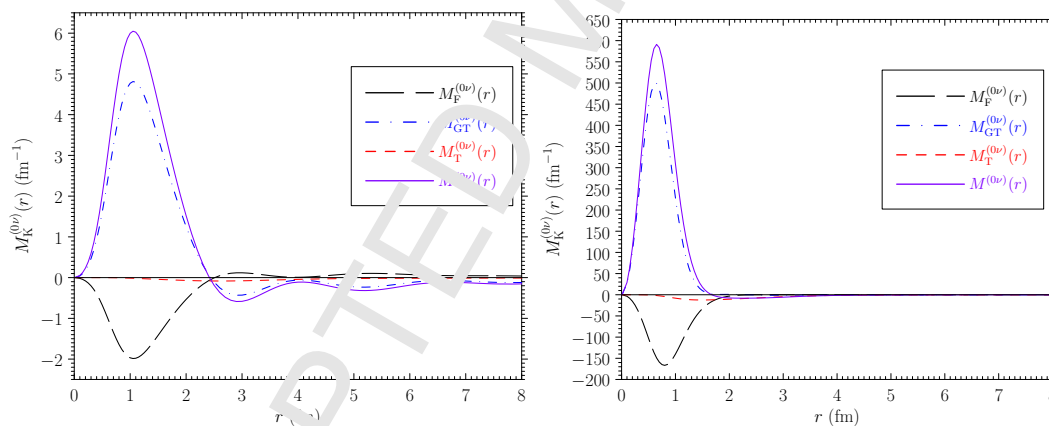 6
5
4
3
2
1
0
−1
−2
0 1 2 3 4 5 6 7 8
M_K^(0ν)(r) (fm⁻¹)
r (fm)
M_F^(0ν)(r)
M_GT^(0ν)(r)
M_T^(0ν)(r)
M^(0ν)(r)
650
600
550
500
450
400
350
300
250
200
150
100
50
0
−50
−100
−150
−200
0 1 2 3 4 5 6 7
M_K^(0ν)(r) (fm⁻¹)
r (fm)
M_F^(0ν)(r)
M_GT^(0ν)(r)
M_T^(0ν)(r)
M^(0ν)(r)
PTED